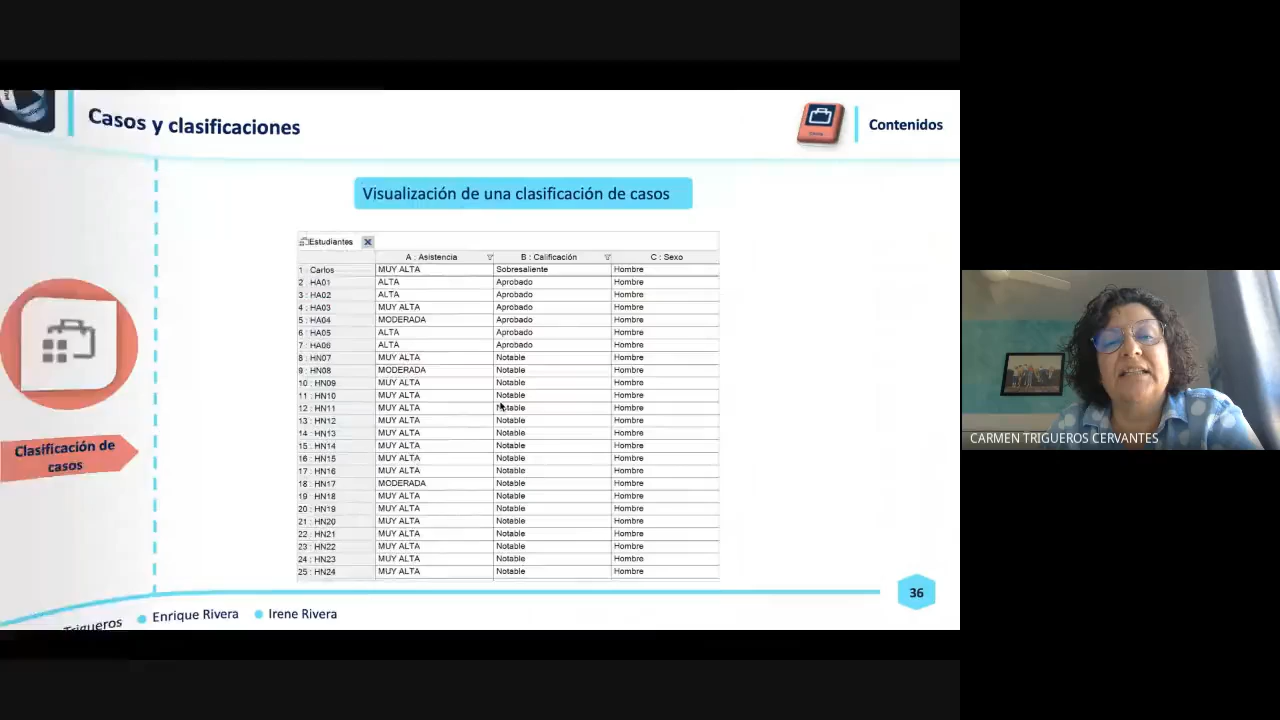 Casos y clasificaciones
Contenidos
Visualización de una clasificación de casos
Estudiantes
A : Asistencia B : Calificación C : Sexo
1 : Carlos MUY ALTA Sobresaliente Hombre
2 : HA01 ALTA Aprobado Hombre
3 : HA02 ALTA Aprobado Hombre
4 : HA03 MUY ALTA Aprobado Hombre
5 : HA04 MODERADA Aprobado Hombre
6 : HA05 ALTA Aprobado Hombre
7 : HA06 ALTA Aprobado Hombre
8 : HN07 MUY ALTA Notable Hombre
9 : HN08 MODERADA Notable Hombre
10 : HN09 MUY ALTA Notable Hombre
11 : HN10 MUY ALTA Notable Hombre
12 : HN11 MUY ALTA Notable Hombre
13 : HN12 MUY ALTA Notable Hombre
14 : HN13 MUY ALTA Notable Hombre
15 : HN14 MUY ALTA Notable Hombre
16 : HN15 MUY ALTA Notable Hombre
17 : HN16 MUY ALTA Notable Hombre
18 : HN17 MODERADA Notable Hombre
19 : HN18 MUY ALTA Notable Hombre
20 : HN19 MUY ALTA Notable Hombre
21 : HN20 MUY ALTA Notable Hombre
22 : HN21 MUY ALTA Notable Hombre
23 : HN22 MUY ALTA Notable Hombre
24 : HN23 MUY ALTA Notable Hombre
25 : HN24 MUY ALTA Notable Hombre
Clasificación de
casos
CARMEN TRIGUEROS CERVANTES
36
Trigueros Enrique Rivera Irene Rivera